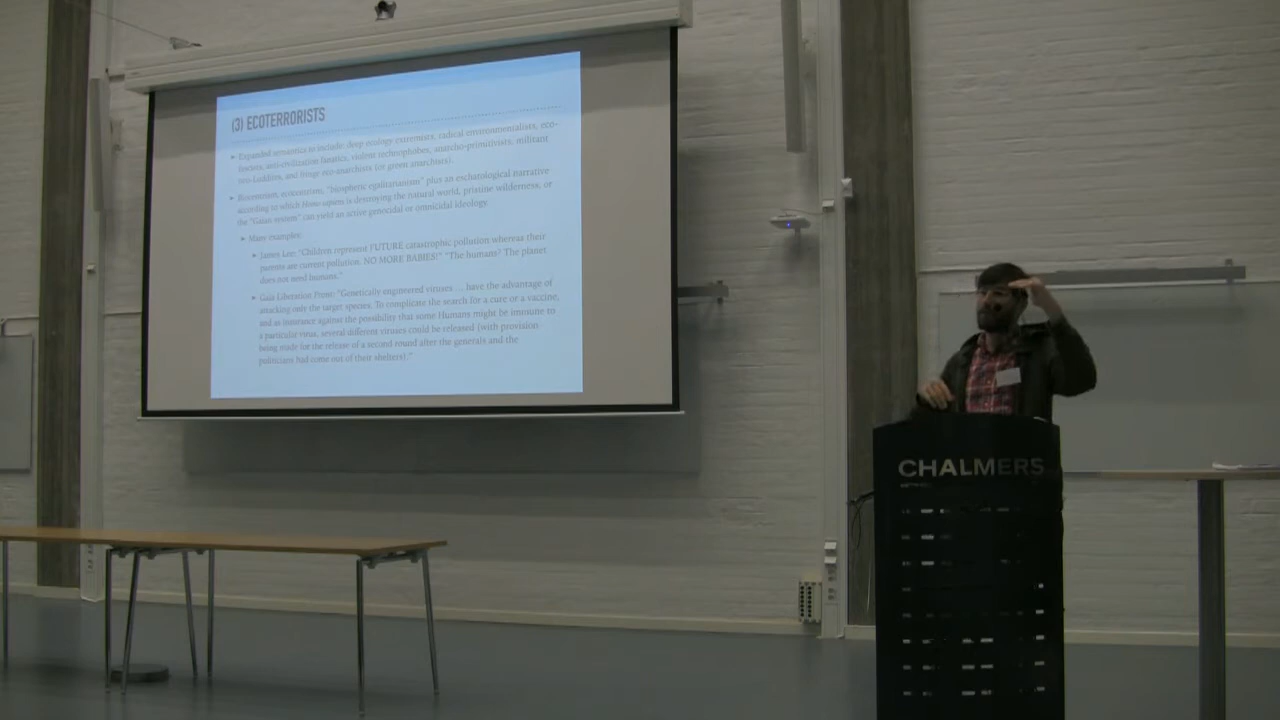 (3) ECOTERRORISTS
▸ Expanded semantics to include: deep ecology extremists, radical environmentalists, eco-
fascists, anti-civilization fanatics, violent technophobes, anarcho-primitivists, militant
neo-Luddites, and fringe eco-anarchists (or green anarchists).
▸ Biocentrism, ecocentrism, "biospheric egalitarianism" plus an eschatological narrative
according to which Homo sapiens is destroying the natural world, pristine wilderness, or
the "Gaian system" can yield an active genocidal or omnicidal ideology.
▸ Many examples:
▸ James Lee: "Children represent FUTURE catastrophic pollution whereas their
parents are current pollution. NO MORE BABIES!" "The humans? The planet
does not need humans."
▸ Gaia Liberation Front: "Genetically engineered viruses … have the advantage of
attacking only the target species. To complicate the search for a cure or a vaccine,
and as insurance against the possibility that some Humans might be immune to
a particular virus, several different viruses could be released (with provision
being made for the release of a second round after the generals and the
politicians had come out of their shelters)."
CHALMERS